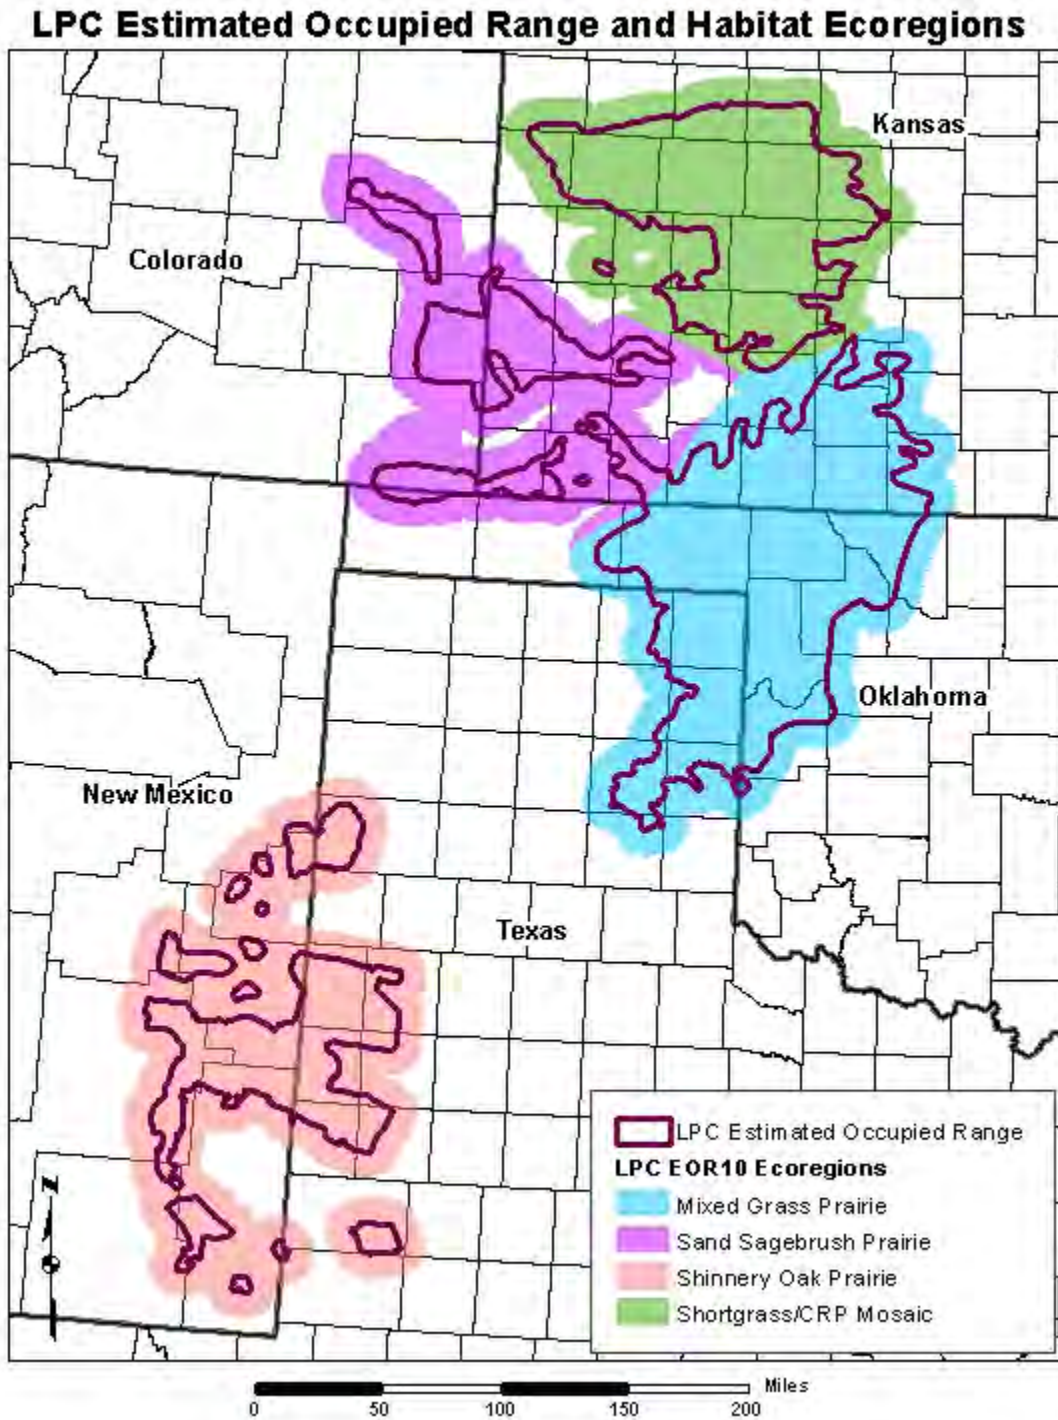 LPC Estimated Occupied Range and Habitat Ecoregions
Kansas
Colorado
Oklahoma
New Mexico
Texas
N
LPC Estimated Occupied Range
LPC EOR10 Ecoregions
Mixed Grass Prairie
Sand Sagebrush Prairie
Shinnery Oak Prairie
Shortgrass/CRP Mosaic
Miles
0 50 100 150 200